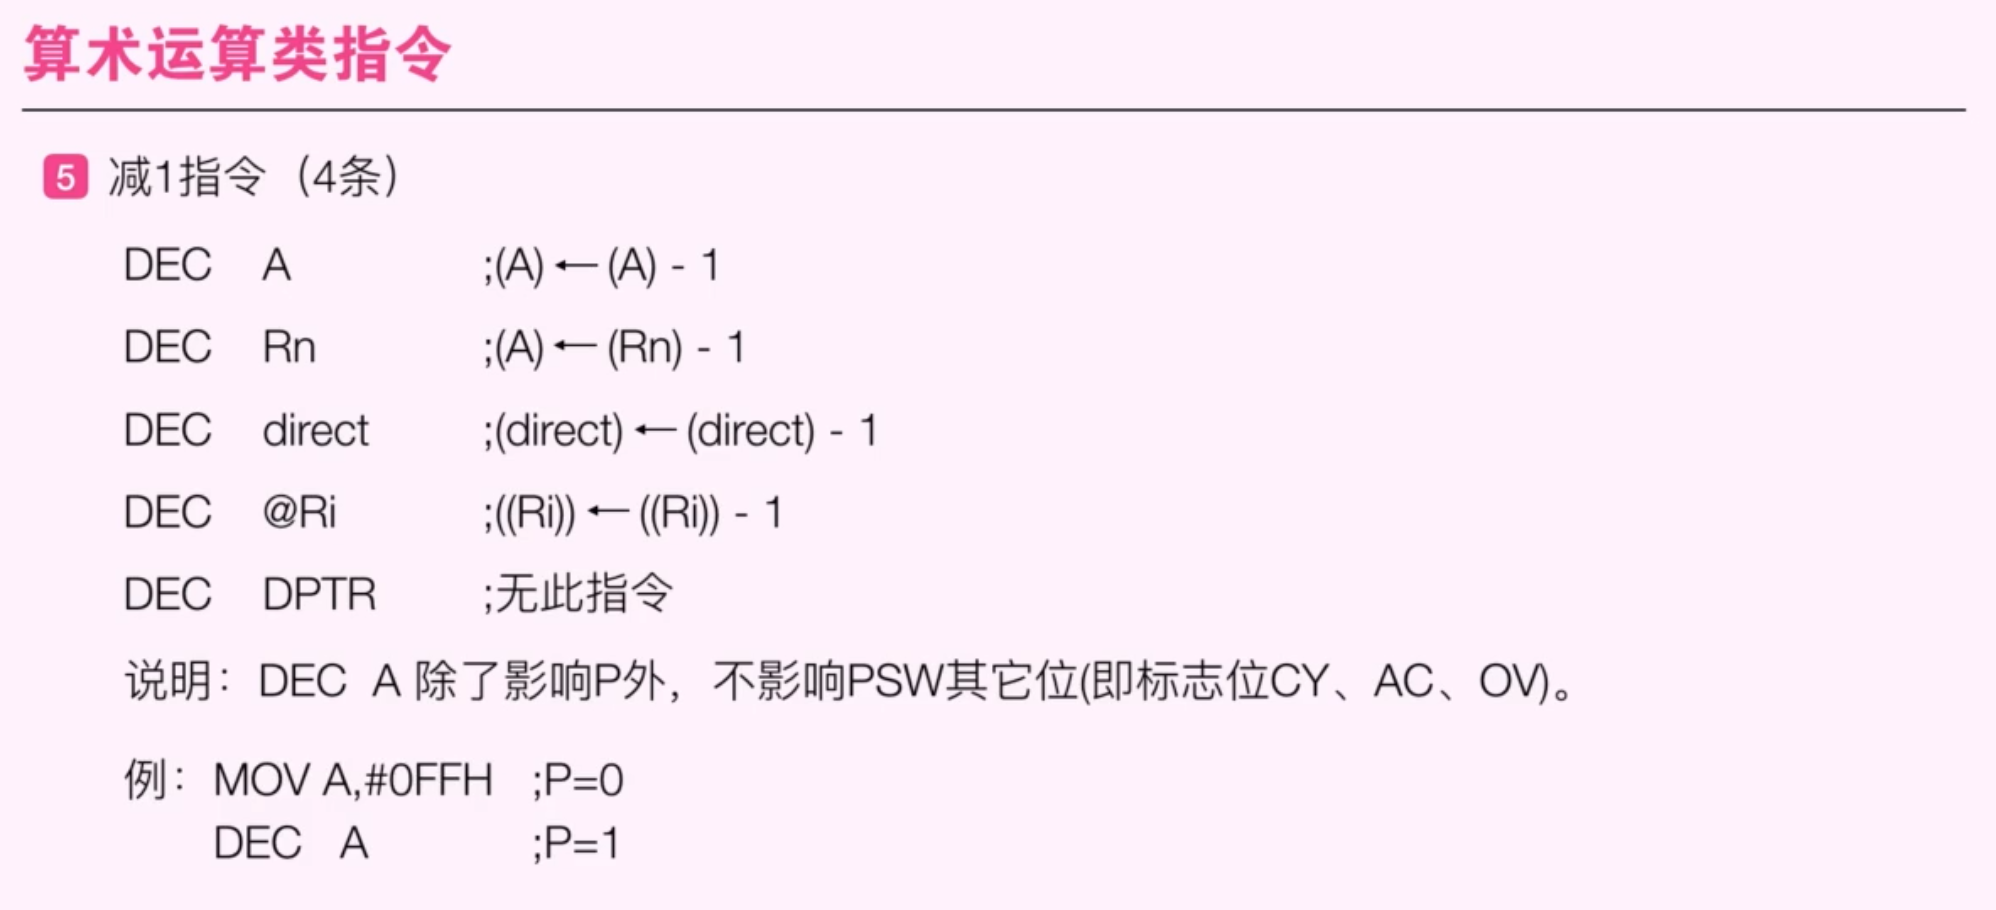 算术运算类指令
5 减1指令（4条）
DEC A ;(A)←(A) - 1
DEC Rn ;(A)←(Rn) - 1
DEC direct ;(direct)←(direct) - 1
DEC @Ri ;((Ri))←((Ri)) - 1
DEC DPTR ;无此指令
说明：DEC A 除了影响P外，不影响PSW其它位(即标志位CY、AC、OV)。
例：MOV A,#0FFH ;P=0
DEC A ;P=1